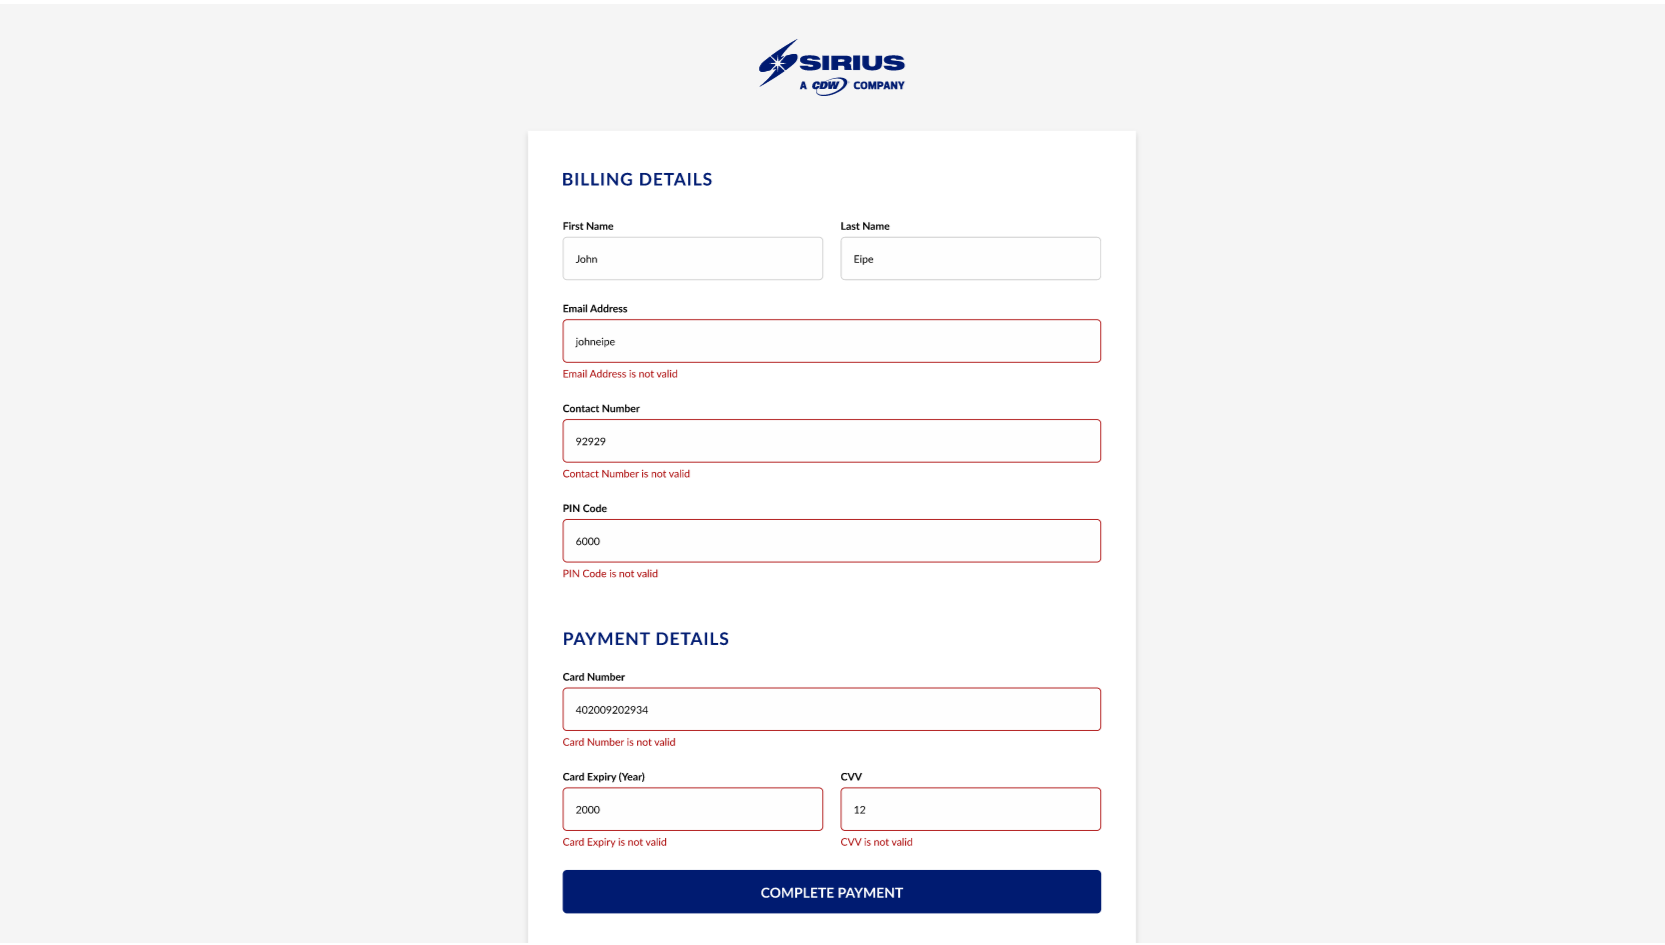 SIRIUS
A CDW COMPANY
BILLING DETAILS
First Name
Last Name
John
Eipe
Email Address
johneipe
Email Address is not valid
Contact Number
92929
Contact Number is not valid
PIN Code
6000
PIN Code is not valid
PAYMENT DETAILS
Card Number
402009202934
Card Number is not valid
Card Expiry (Year)
CVV
2000
12
Card Expiry is not valid
CVV is not valid
COMPLETE PAYMENT